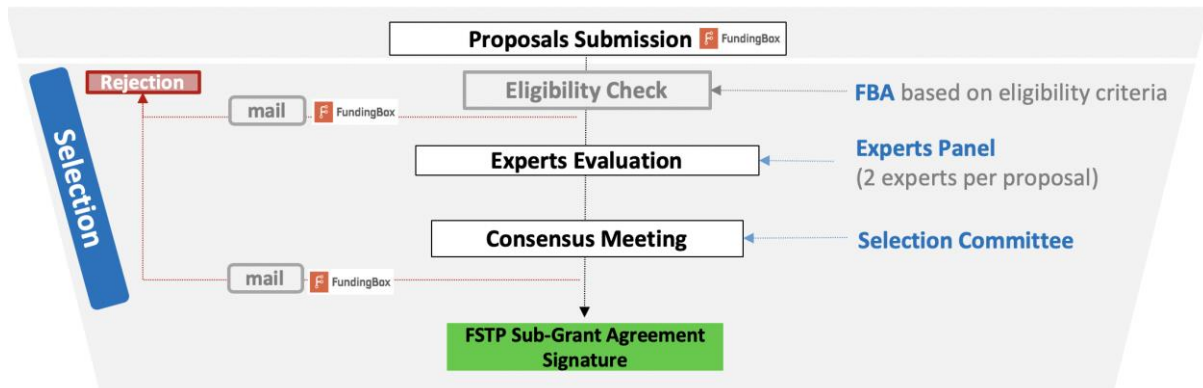 Proposals Submission FundingBox
Rejection
Eligibility Check
FBA based on eligibility criteria
mail FundingBox
Selection
Experts Evaluation
Experts Panel
(2 experts per proposal)
Consensus Meeting
Selection Committee
mail FundingBox
FSTP Sub-Grant Agreement
Signature